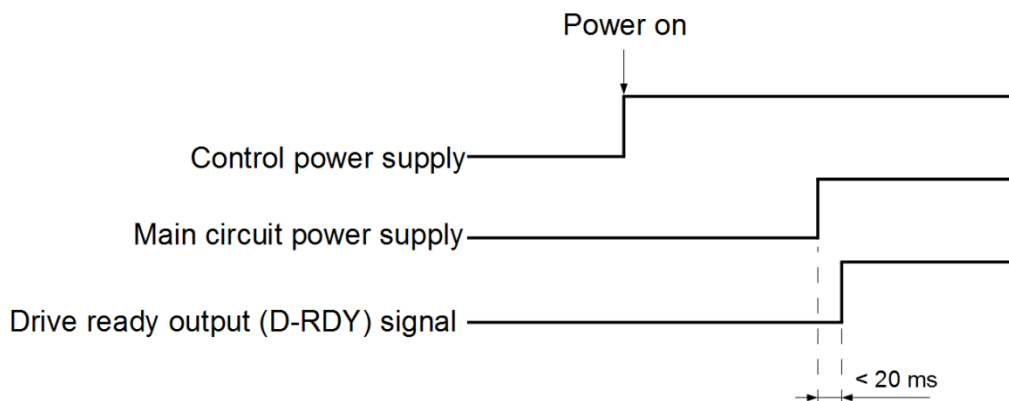 Power on
Control power supply
Main circuit power supply
Drive ready output (D-RDY) signal
< 20 ms